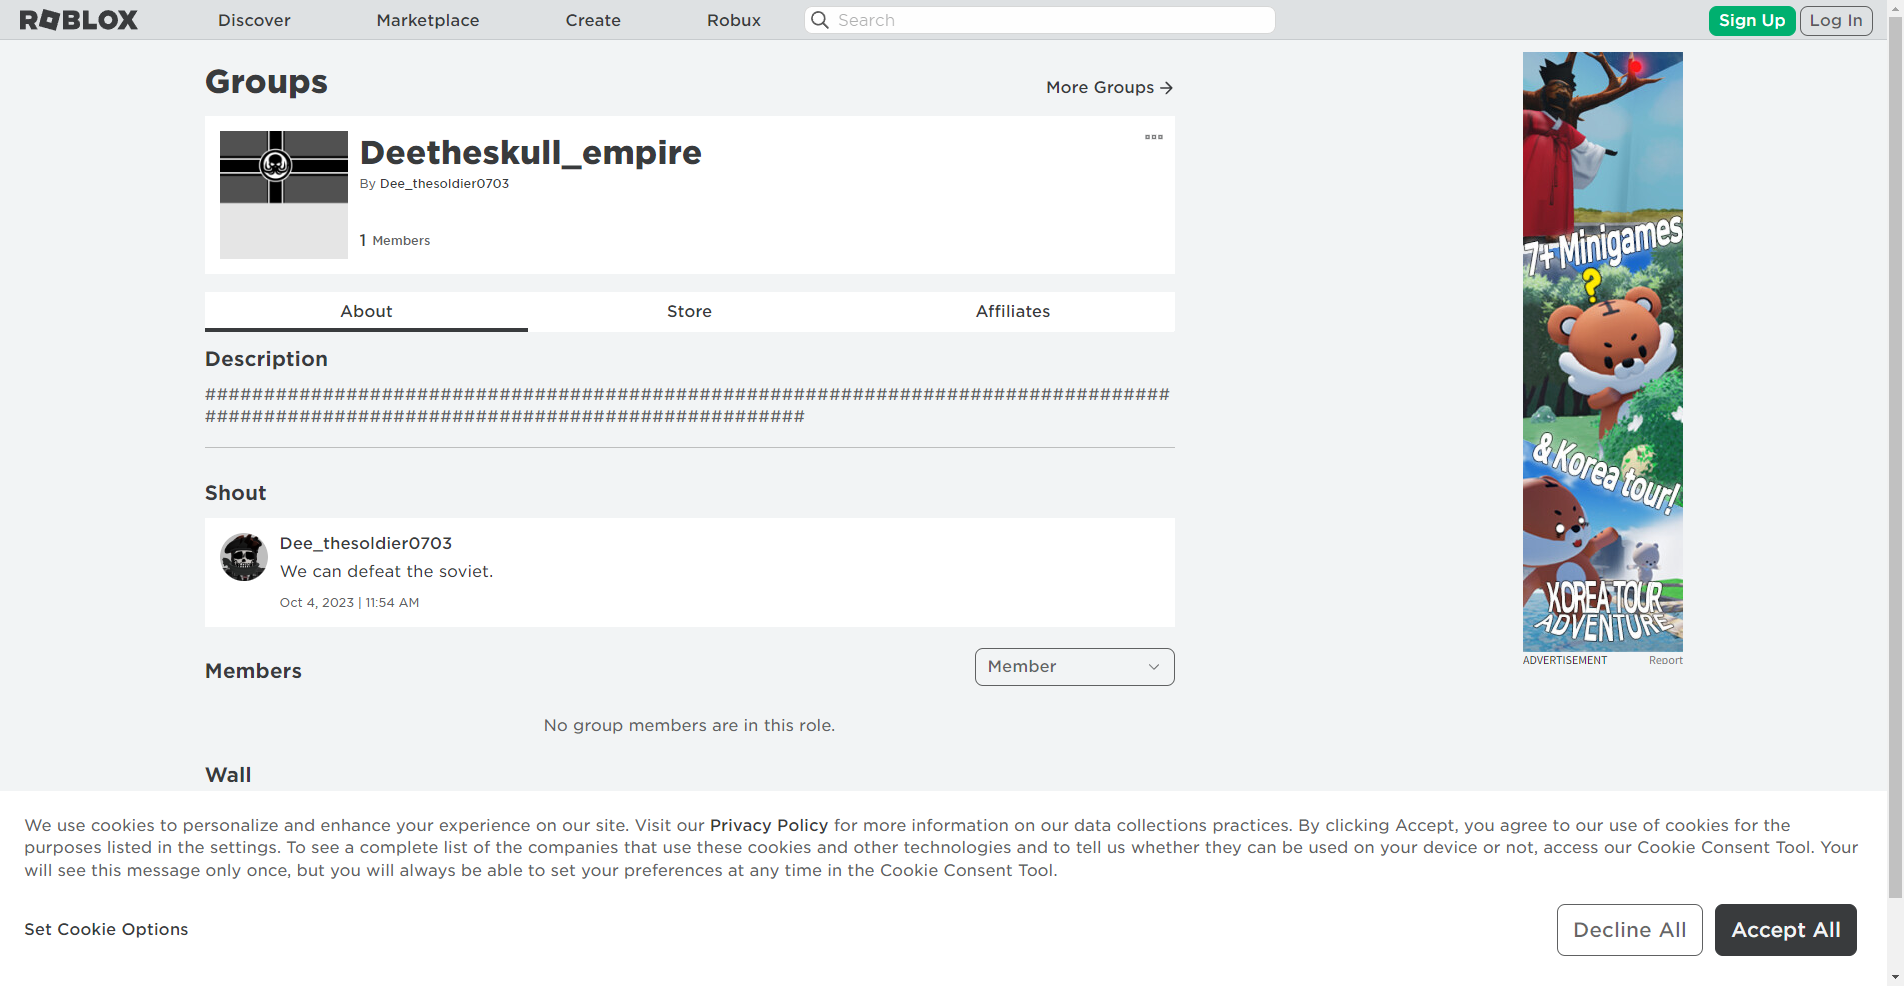 ROBLOX Discover Marketplace Create Robux Search Sign Up Log In
Groups
More Groups
Deetheskull_empire
By Dee_thesoldier0703
1 Members
About Store Affiliates
Description
##################################################################################
###################################################
Shout
Dee_thesoldier0703
We can defeat the soviet.
Oct 4, 2023 | 11:54 AM
Members
Member
No group members are in this role.
Wall
7+ Minigames
?
& Korea tour!
KOREA TOUR
ADVENTURE
ADVERTISEMENT Report
We use cookies to personalize and enhance your experience on our site. Visit our Privacy Policy for more information on our data collections practices. By clicking Accept, you agree to our use of cookies for the
purposes listed in the settings. To see a complete list of the companies that use these cookies and other technologies and to tell us whether they can be used on your device or not, access our Cookie Consent Tool. Your
will see this message only once, but you will always be able to set your preferences at any time in the Cookie Consent Tool.
Set Cookie Options
Decline All
Accept All